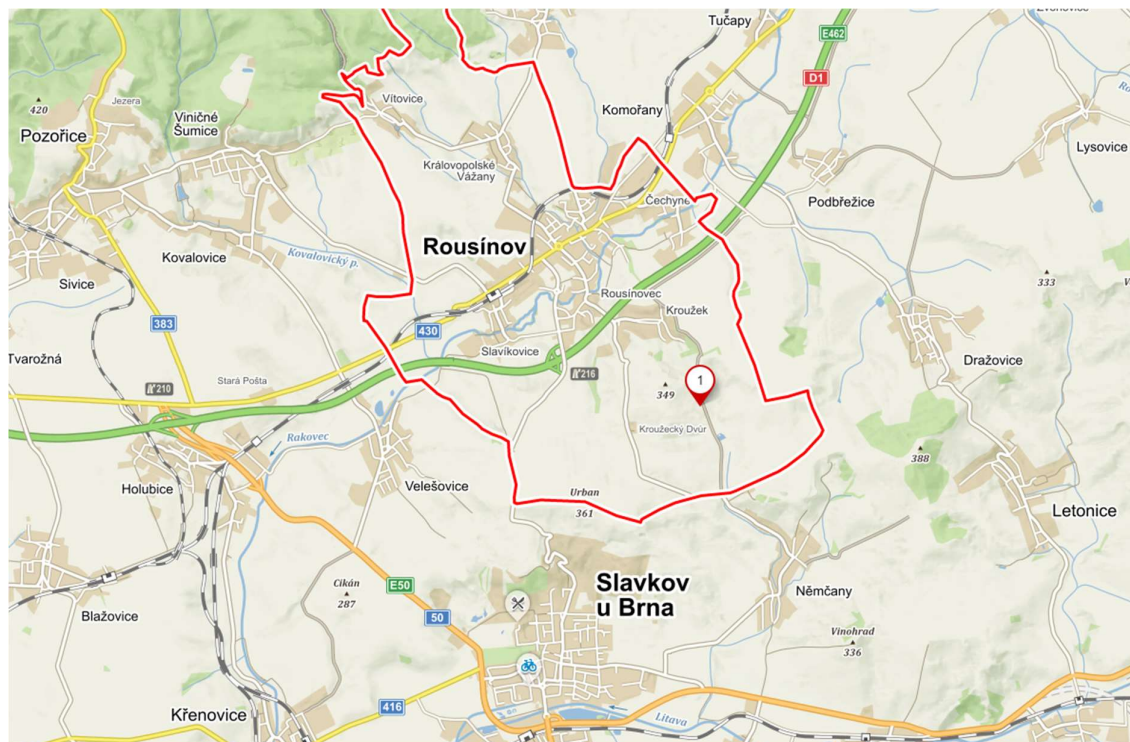 Tučapy
E462
D1
420
Jezera
Pozořice
Viničné
Šumice
Vítovice
Komořany
Lysovice
Královopolské
Vážany
Čechyně
Podbřežice
Rousínov
Kovalovický p.
Kovalovice
Sivice
333
Rousínovec
Kroužek
383
430
Tvarožná
Slavíkovice
Dražovice
Stará Pošta
210
216
349
1
Kroužecký Dvůr
Rakovec
388
Holubice
Velešovice
Urban
361
Letonice
Slavkov
u Brna
Cikán
287
E50
50
Němčany
Blažovice
Vinohrad
336
416
Křenovice
Litava